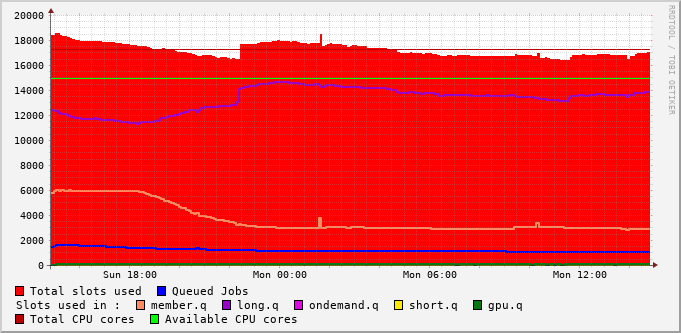 RRDTOOL / TOBI OETIKER
20000
18000
16000
14000
12000
10000
8000
6000
4000
2000
0
Sun 18:00 Mon 00:00 Mon 06:00 Mon 12:00
Total slots used Queued Jobs
Slots used in : member.q long.q ondemand.q short.q gpu.q
Total CPU cores Available CPU cores